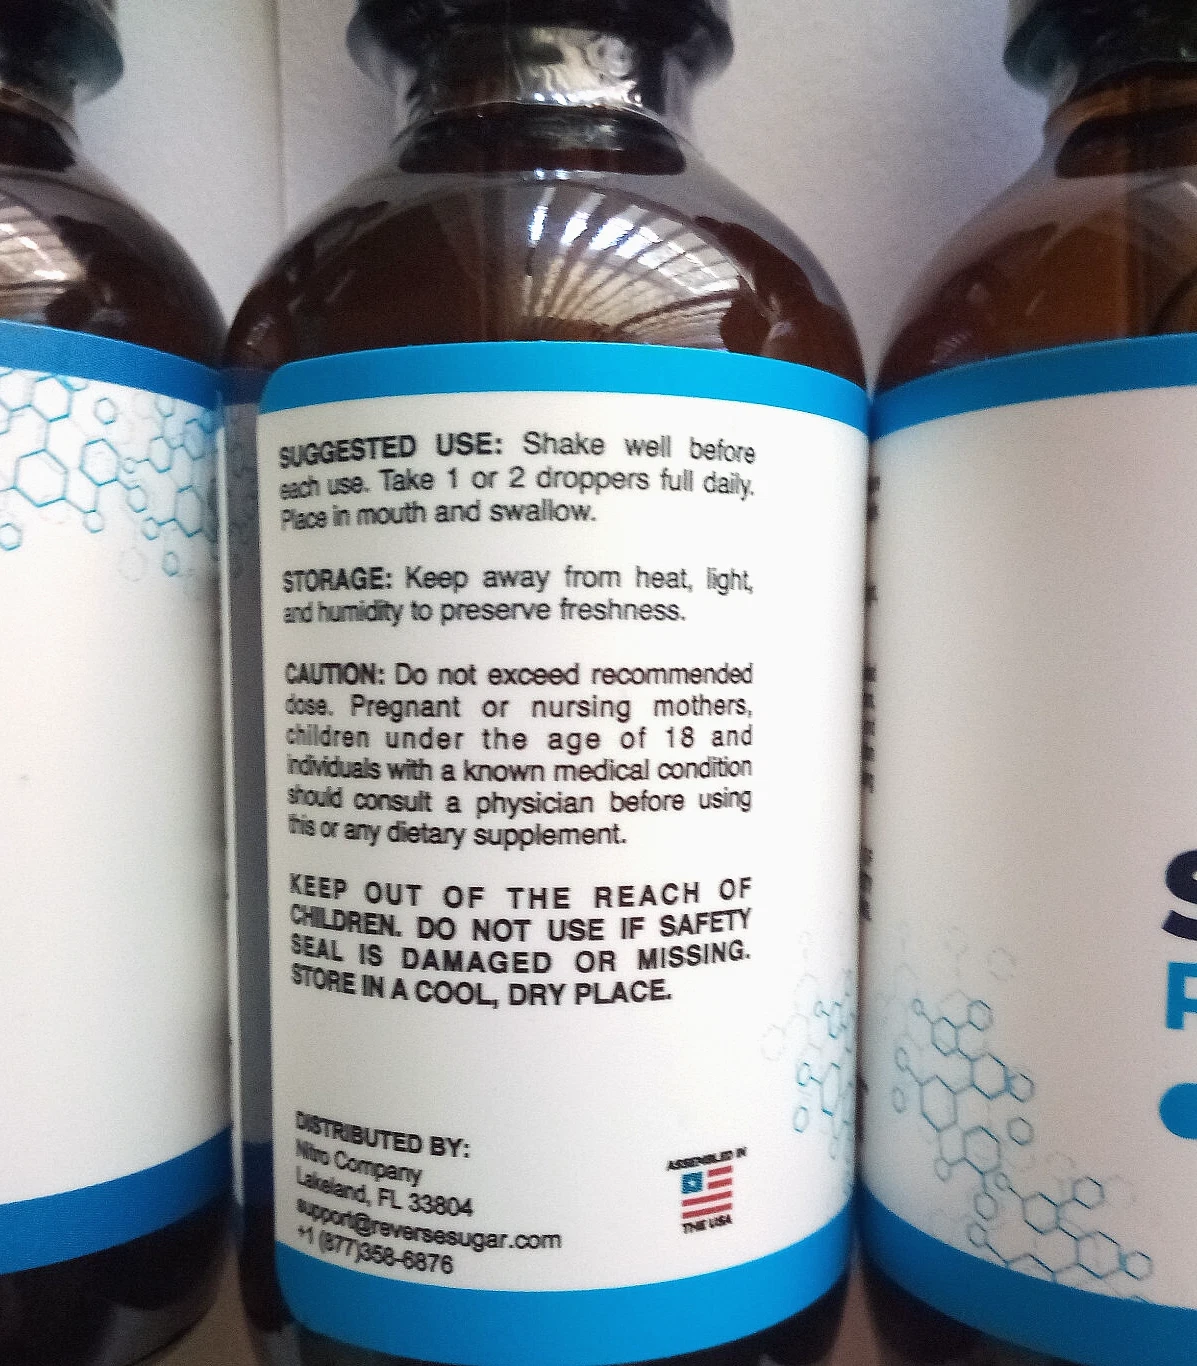 SUGGESTED USE: Shake well before
each use. Take 1 or 2 droppers full daily.
Place in mouth and swallow.
STORAGE: Keep away from heat, light,
and humidity to preserve freshness.
CAUTION: Do not exceed recommended
dose. Pregnant or nursing mothers,
children under the age of 18 and
individuals with a known medical condition
should consult a physician before using
this or any dietary supplement.
KEEP OUT OF THE REACH OF
CHILDREN. DO NOT USE IF SAFETY
SEAL IS DAMAGED OR MISSING.
STORE IN A COOL, DRY PLACE.
DISTRIBUTED BY:
Nitro Company
Lakeland, FL 33804
support@reversesugar.com
+1 (877)358-6876
ASSEMBLED IN
THE USA
S